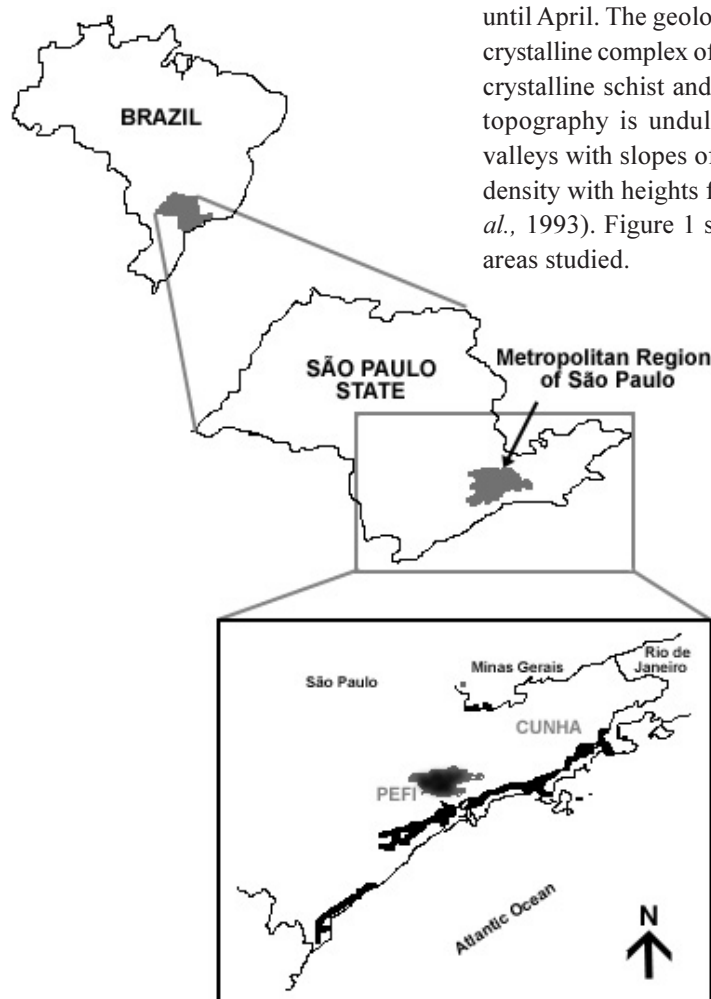 until April. The geolo
crystalline complex of
crystalline schist and
topography is undul
valleys with slopes of
density with heights f
al., 1993). Figure 1 s
areas studied.
BRAZIL
SÃO PAULO
STATE
Metropolitan Region
of São Paulo
São Paulo
Minas Gerais
Rio de
Janeiro
CUNHA
PEFI
Atlantic Ocean
N